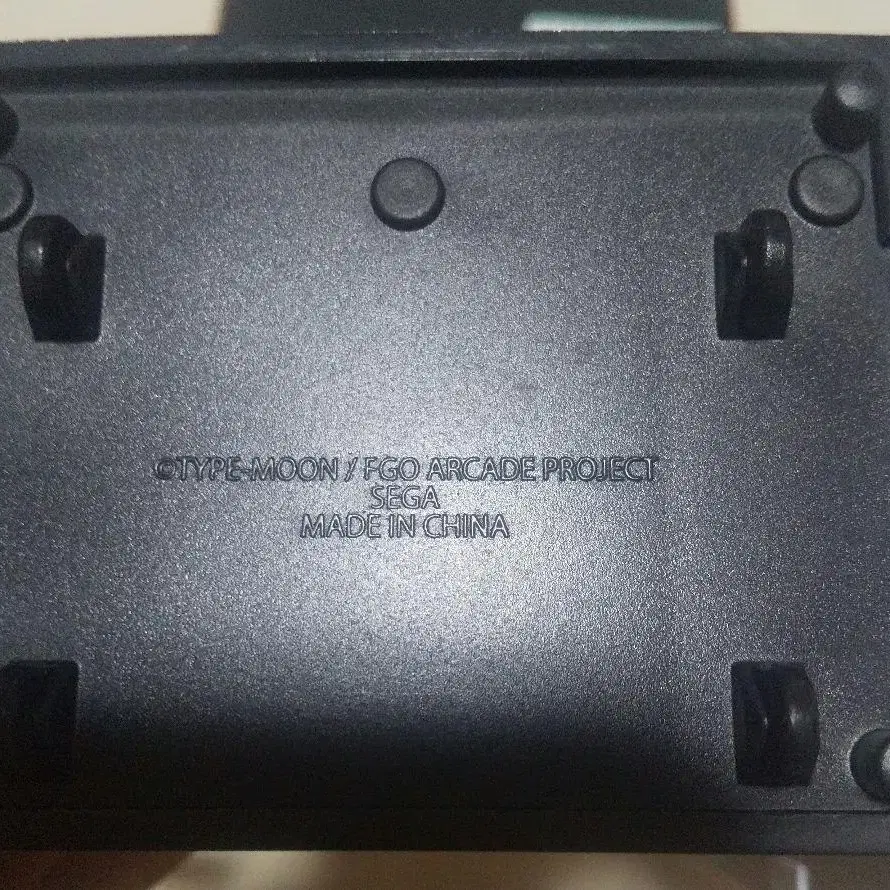 ©TYPE-MOON / FGO ARCADE PROJECT
SEGA
MADE IN CHINA